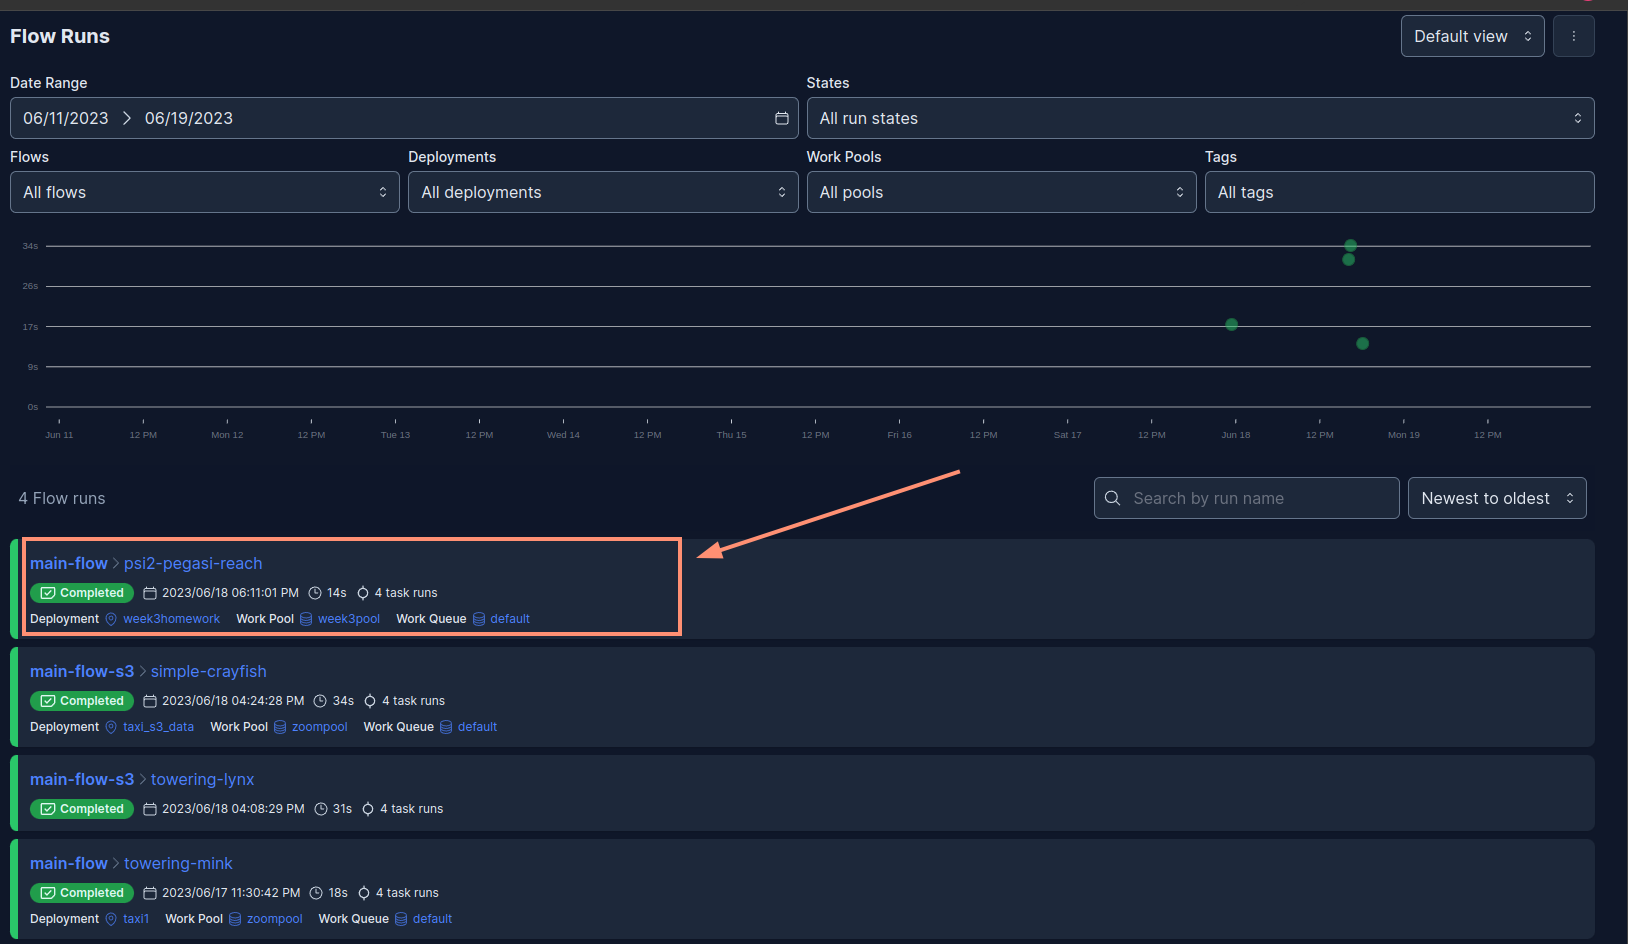 Flow Runs
Default view
Date Range
States
06/11/2023 06/19/2023
All run states
Flows
Deployments
Work Pools
Tags
All flows
All deployments
All pools
All tags
34s
26s
17s
9s
0s
Jun 11 12 PM Mon 12 12 PM Tue 13 12 PM Wed 14 12 PM Thu 15 12 PM Fri 16 12 PM Sat 17 12 PM Jun 18 12 PM Mon 19 12 PM
4 Flow runs
Search by run name
Newest to oldest
main-flow psi2-pegasi-reach
Completed 2023/06/18 06:11:01 PM 14s 4 task runs
Deployment week3homework Work Pool week3pool Work Queue default
main-flow-s3 simple-crayfish
Completed 2023/06/18 04:24:28 PM 34s 4 task runs
Deployment taxi_s3_data Work Pool zoompool Work Queue default
main-flow-s3 towering-lynx
Completed 2023/06/18 04:08:29 PM 31s 4 task runs
main-flow towering-mink
Completed 2023/06/17 11:30:42 PM 18s 4 task runs
Deployment taxi1 Work Pool zoompool Work Queue default